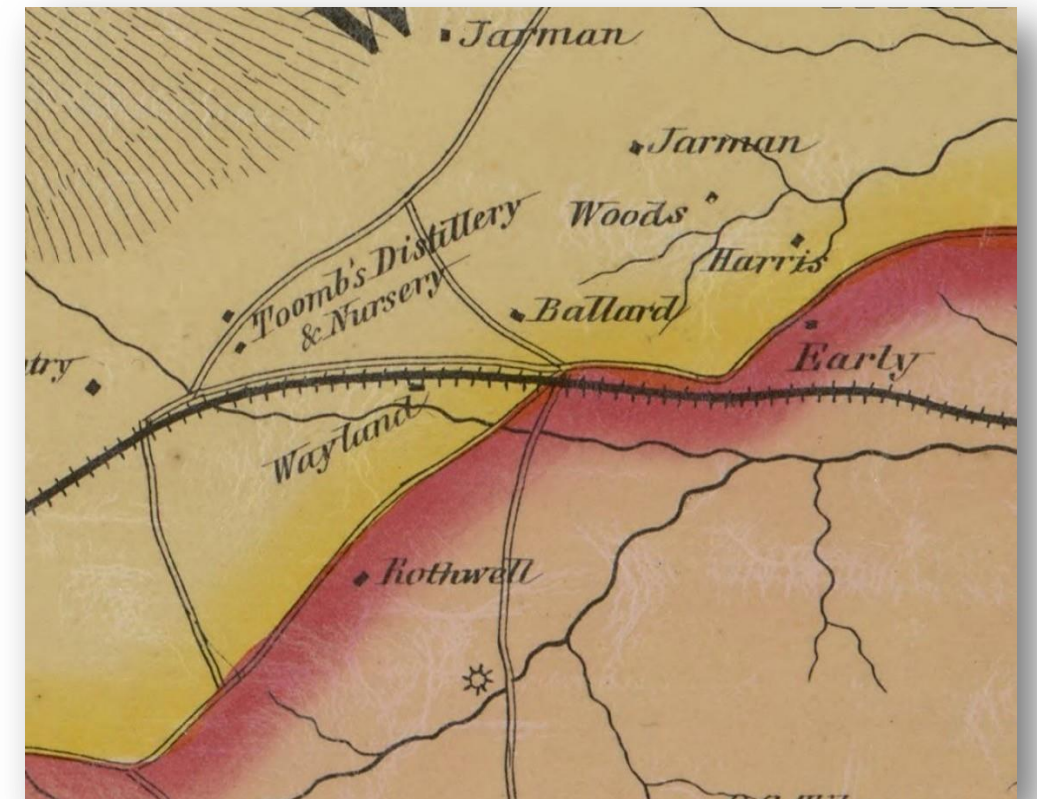 W
Jarman
Jarman
Woods
Harris
Toomb's Distillery
& Nursery
Ballard
Early
Wayland
Rothwell